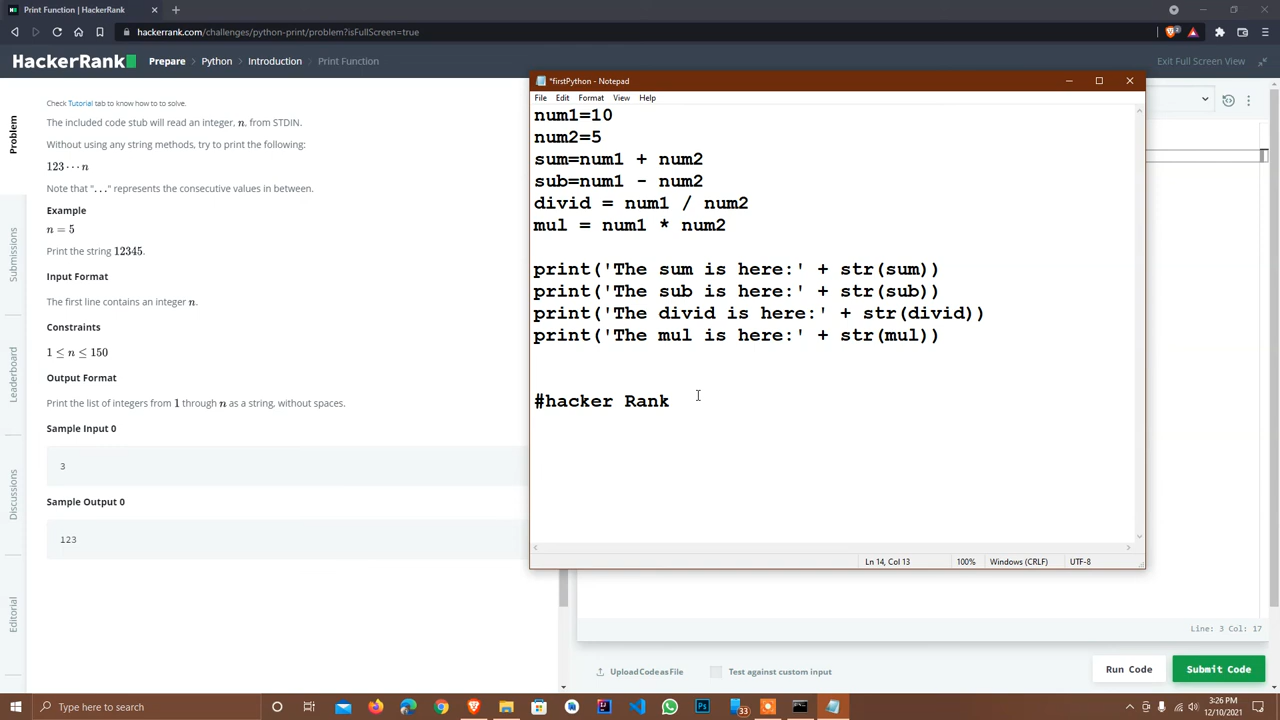 Print Function | HackerRank
hackerrank.com/challenges/python-print/problem?isFullScreen=true
HackerRank
Prepare
Python
Introduction
Print Function
Exit Full Screen View
Problem
Submissions
Leaderboard
Discussions
Editorial
Check Tutorial tab to know how to to solve.
The included code stub will read an integer, n, from STDIN.
Without using any string methods, try to print the following:
123 ··· n
Note that "..." represents the consecutive values in between.
Example
n = 5
Print the string 12345.
Input Format
The first line contains an integer n.
Constraints
1 ≤ n ≤ 150
Output Format
Print the list of integers from 1 through n as a string, without spaces.
Sample Input 0
3
Sample Output 0
123
*firstPython - Notepad
File Edit Format View Help
num1=10
num2=5
sum=num1 + num2
sub=num1 - num2
divid = num1 / num2
mul = num1 * num2
print('The sum is here:' + str(sum))
print('The sub is here:' + str(sub))
print('The divid is here:' + str(divid))
print('The mul is here:' + str(mul))
#hacker Rank
Ln 14, Col 13
100%
Windows (CRLF)
UTF-8
Line: 3 Col: 17
Upload Code as File
Test against custom input
Run Code
Submit Code
Type here to search
33
3:26 PM
12/10/2021